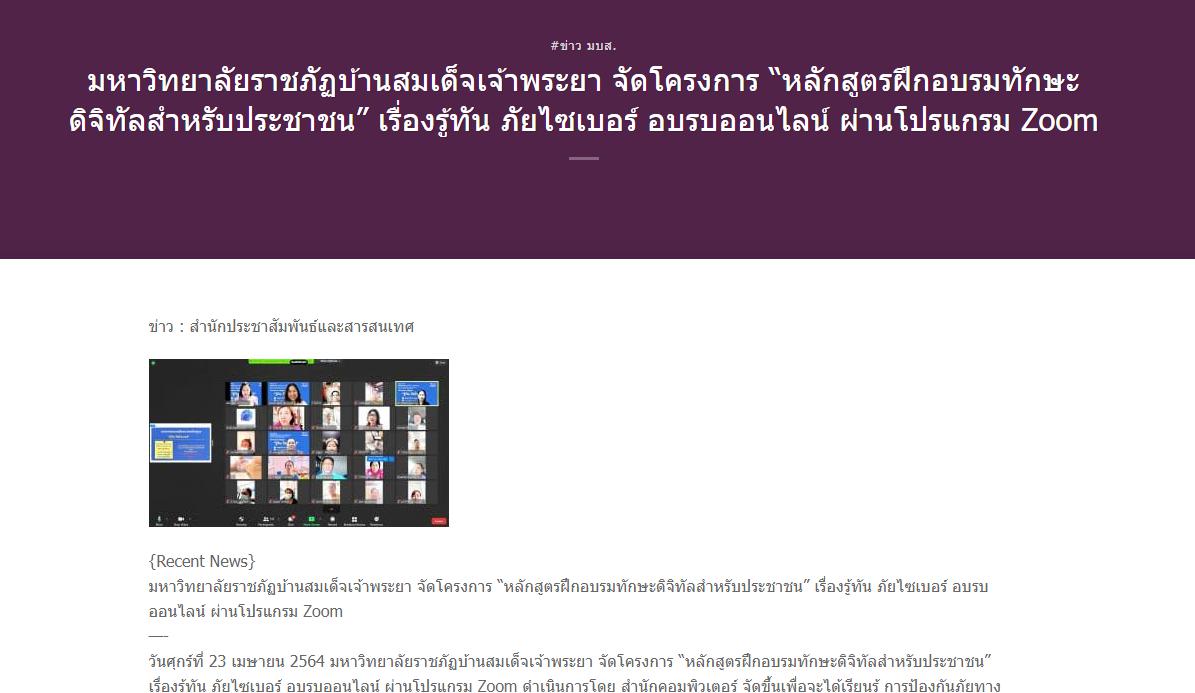 #ข่าว มบส.
มหาวิทยาลัยราชภัฏบ้านสมเด็จเจ้าพระยา จัดโครงการ “หลักสูตรฝึกอบรมทักษะ
ดิจิทัลสำหรับประชาชน” เรื่องรู้ทัน ภัยไซเบอร์ อบรบออนไลน์ ผ่านโปรแกรม Zoom
ข่าว : สำนักประชาสัมพันธ์และสารสนเทศ
{Recent News}
มหาวิทยาลัยราชภัฏบ้านสมเด็จเจ้าพระยา จัดโครงการ “หลักสูตรฝึกอบรมทักษะดิจิทัลสำหรับประชาชน” เรื่องรู้ทัน ภัยไซเบอร์ อบรบ
ออนไลน์ ผ่านโปรแกรม Zoom
—-
วันศุกร์ที่ 23 เมษายน 2564 มหาวิทยาลัยราชภัฏบ้านสมเด็จเจ้าพระยา จัดโครงการ “หลักสูตรฝึกอบรมทักษะดิจิทัลสำหรับประชาชน”
เรื่องรู้ทัน ภัยไซเบอร์ อบรบออนไลน์ ผ่านโปรแกรม Zoom ดำเนินการโดย สำนักคอมพิวเตอร์ จัดขึ้นเพื่อจะได้เรียนรู้ การป้องกันภัยทาง